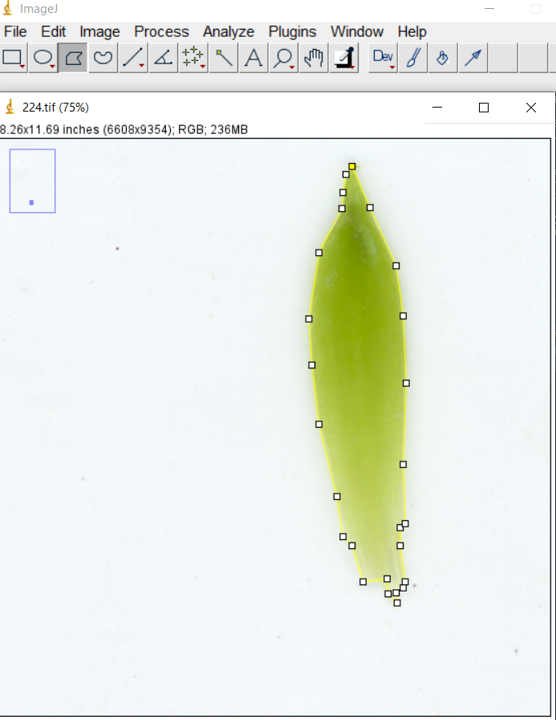 ImageJ
File Edit Image Process Analyze Plugins Window Help
A Dev
224.tif (75%)
8.26x11.69 inches (6608x9354); RGB; 236MB